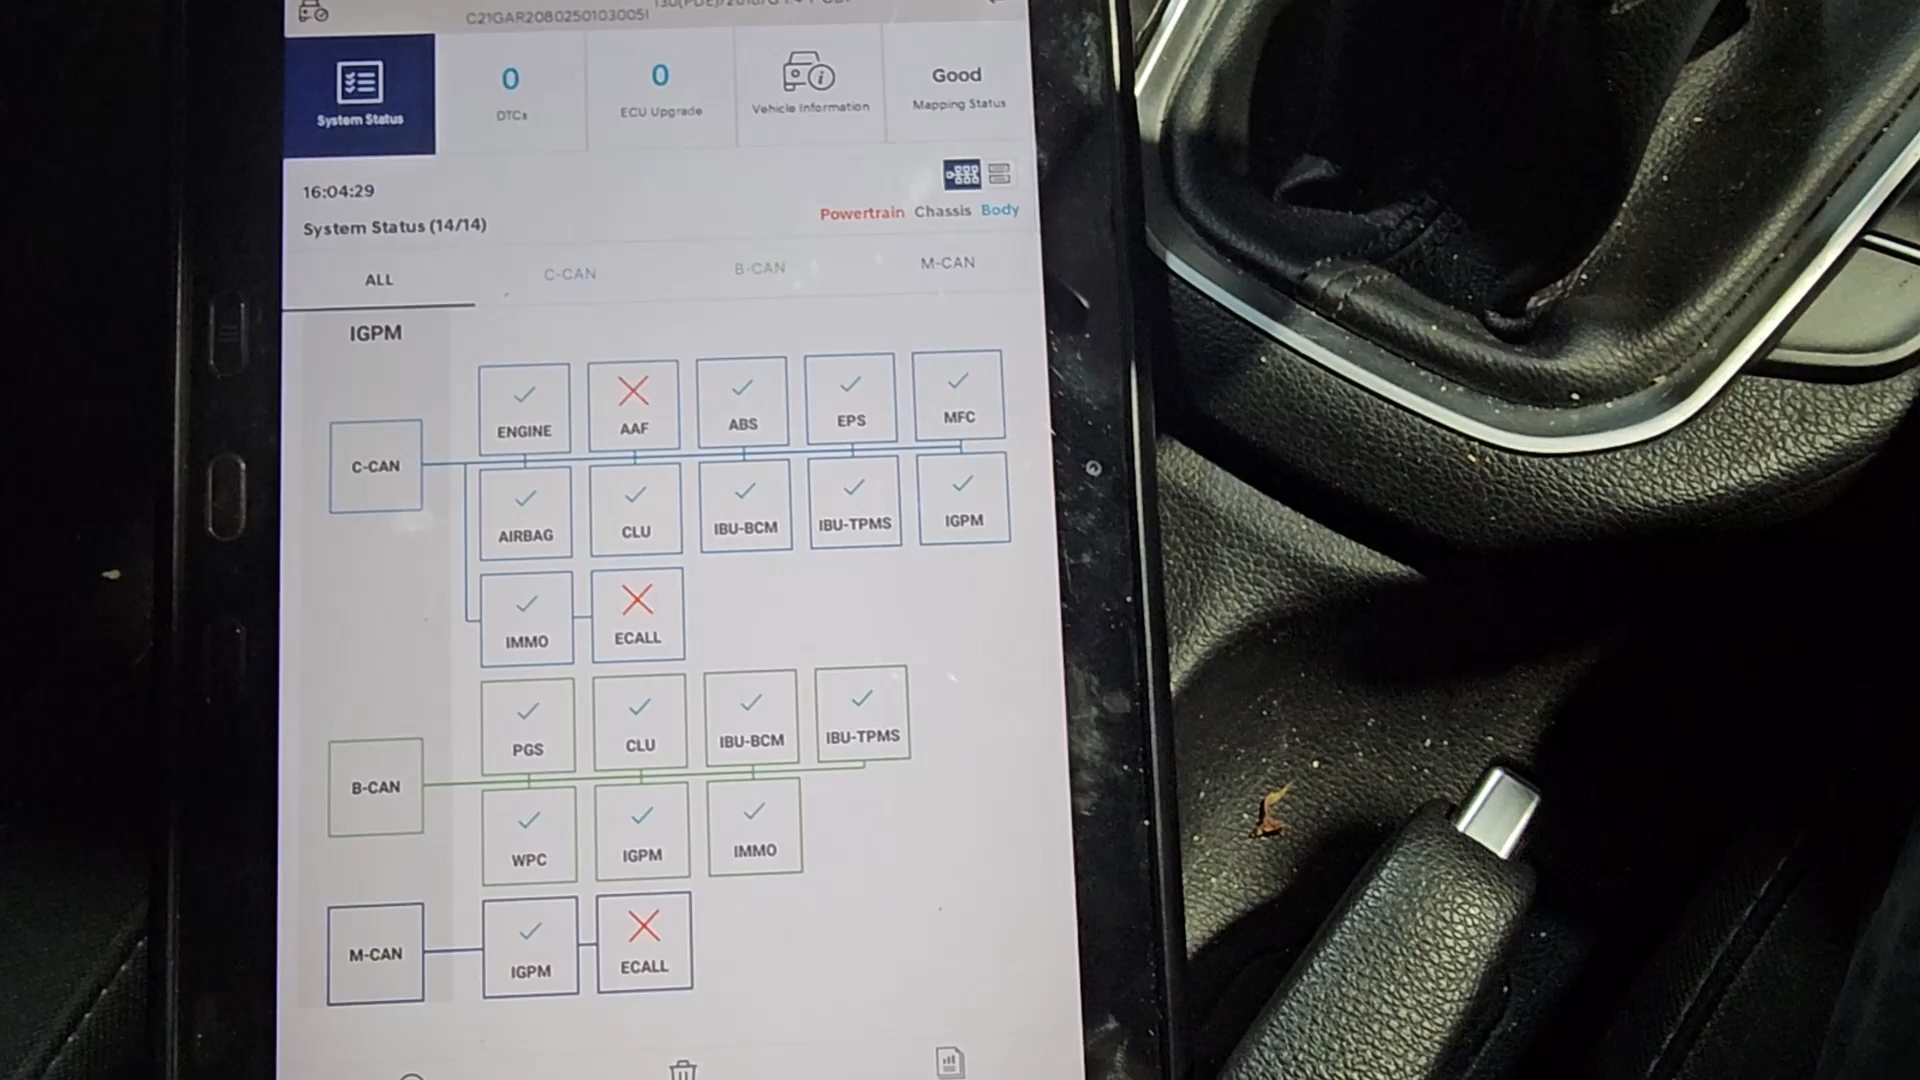 C21GAR2080250103005I
System Status
0
DTCs
0
ECU Upgrade
Vehicle Information
Good
Mapping Status
16:04:29
System Status (14/14)
Powertrain Chassis Body
ALL C-CAN B-CAN M-CAN
IGPM
C-CAN
ENGINE AAF ABS EPS MFC
AIRBAG CLU IBU-BCM IBU-TPMS IGPM
IMMO ECALL
B-CAN
PGS CLU IBU-BCM IBU-TPMS
WPC IGPM IMMO
M-CAN
IGPM ECALL